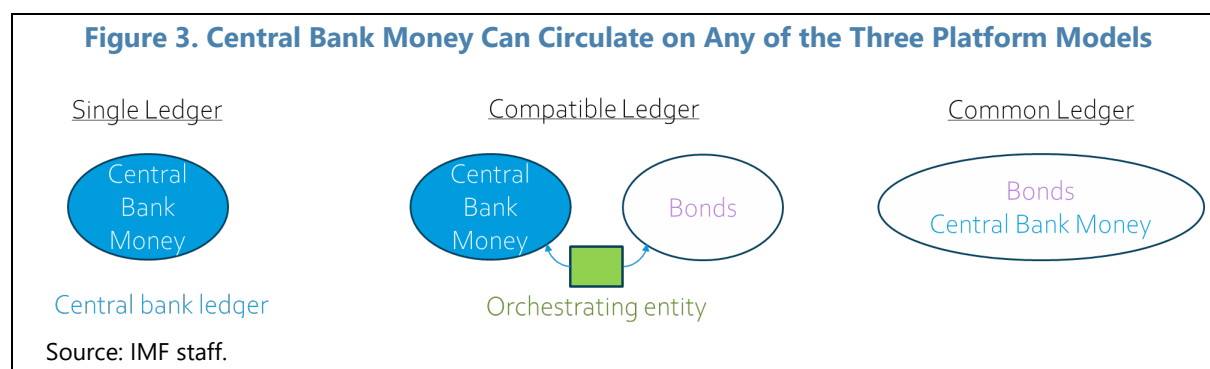 Figure 3. Central Bank Money Can Circulate on Any of the Three Platform Models
Single Ledger
Compatible Ledger
Common Ledger
Central
Bank
Money
Central
Bank
Money
Bonds
Bonds
Central Bank Money
Central bank ledger
Orchestrating entity
Source: IMF staff.